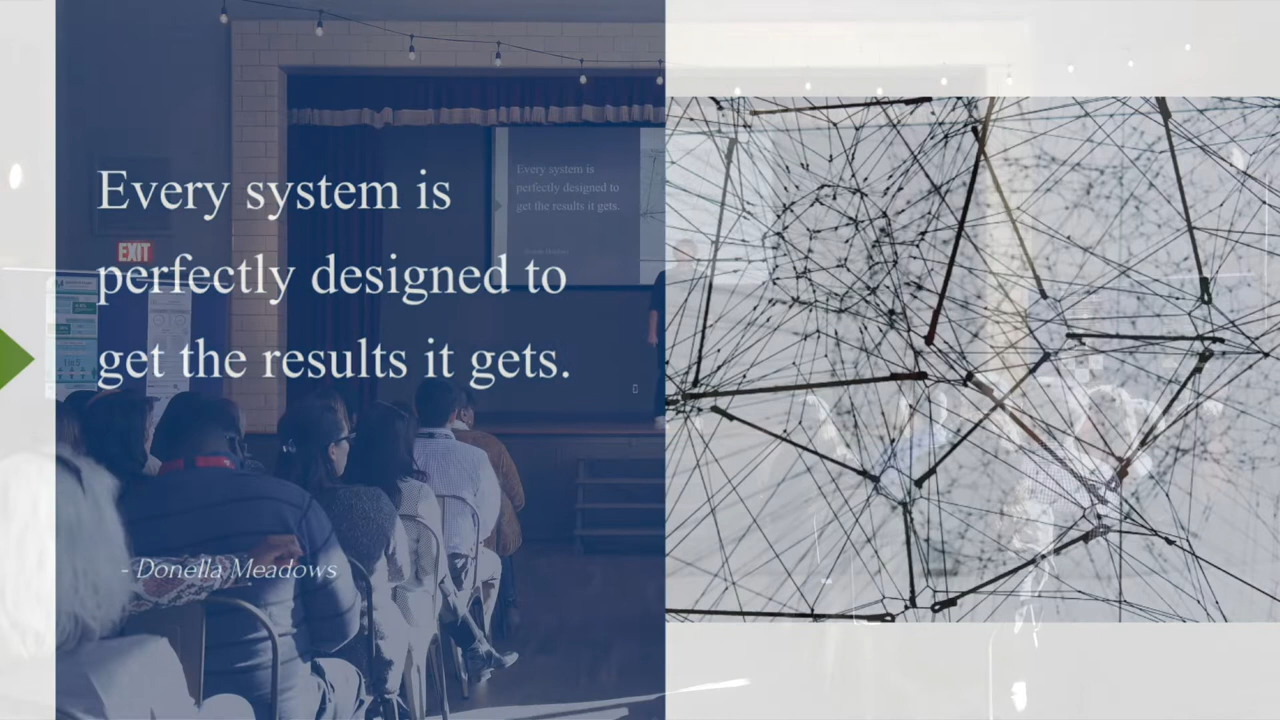 Every system is
perfectly designed to
get the results it gets.
- Donella Meadows
EXIT
Every system is
perfectly designed to
get the results it gets.